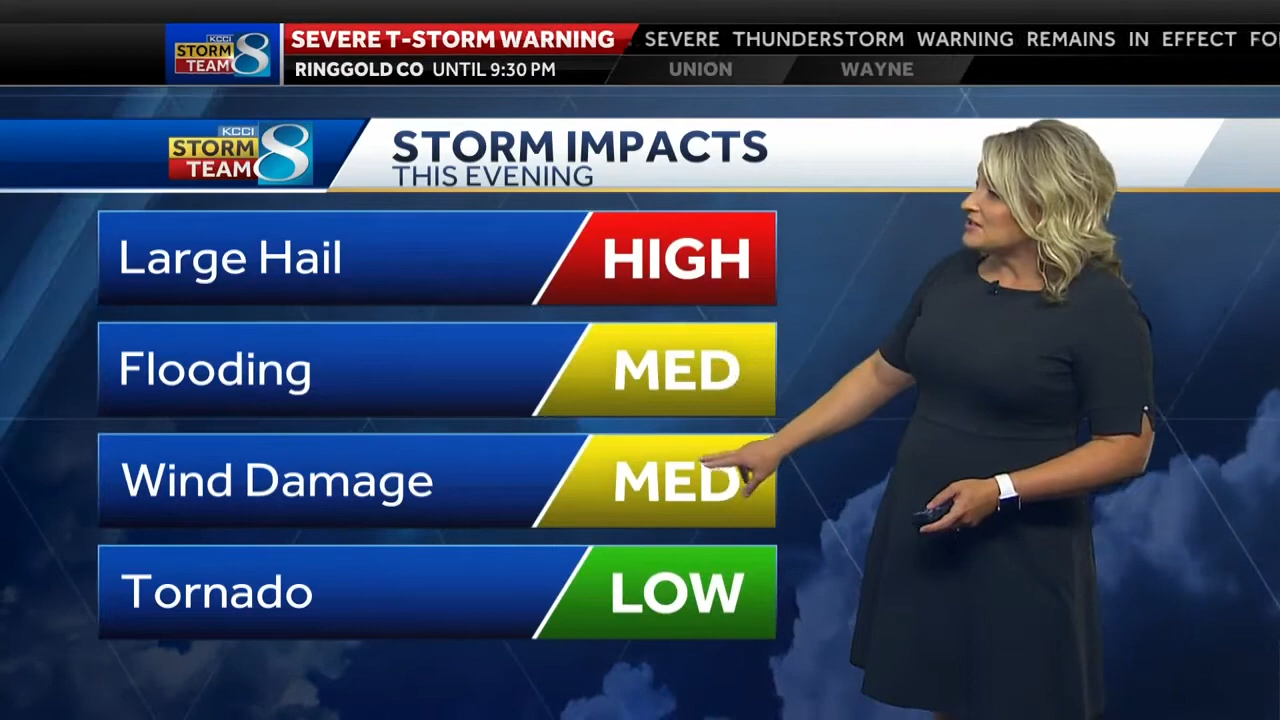 KCCI
STORM
TEAM 8
SEVERE T-STORM WARNING
SEVERE THUNDERSTORM WARNING REMAINS IN EFFECT FO
RINGGOLD CO UNTIL 9:30 PM
UNION
WAYNE
KCCI
STORM
TEAM 8
STORM IMPACTS
THIS EVENING
Large Hail HIGH
Flooding MED
Wind Damage MED
Tornado LOW